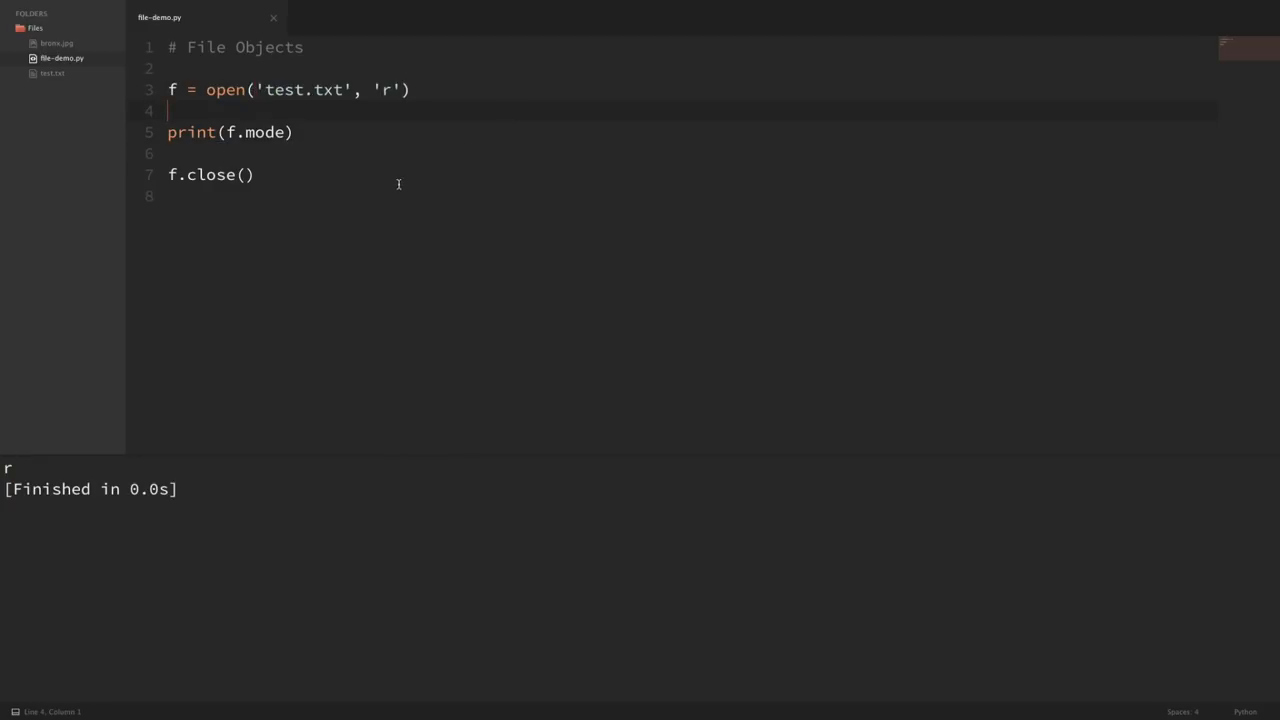 FOLDERS
Files
bronx.jpg
file-demo.py
test.txt
file-demo.py
1 # File Objects
2
3 f = open('test.txt', 'r')
4
5 print(f.mode)
6
7 f.close()
8
r
[Finished in 0.0s]
Line 4, Column 1
Spaces: 4
Python